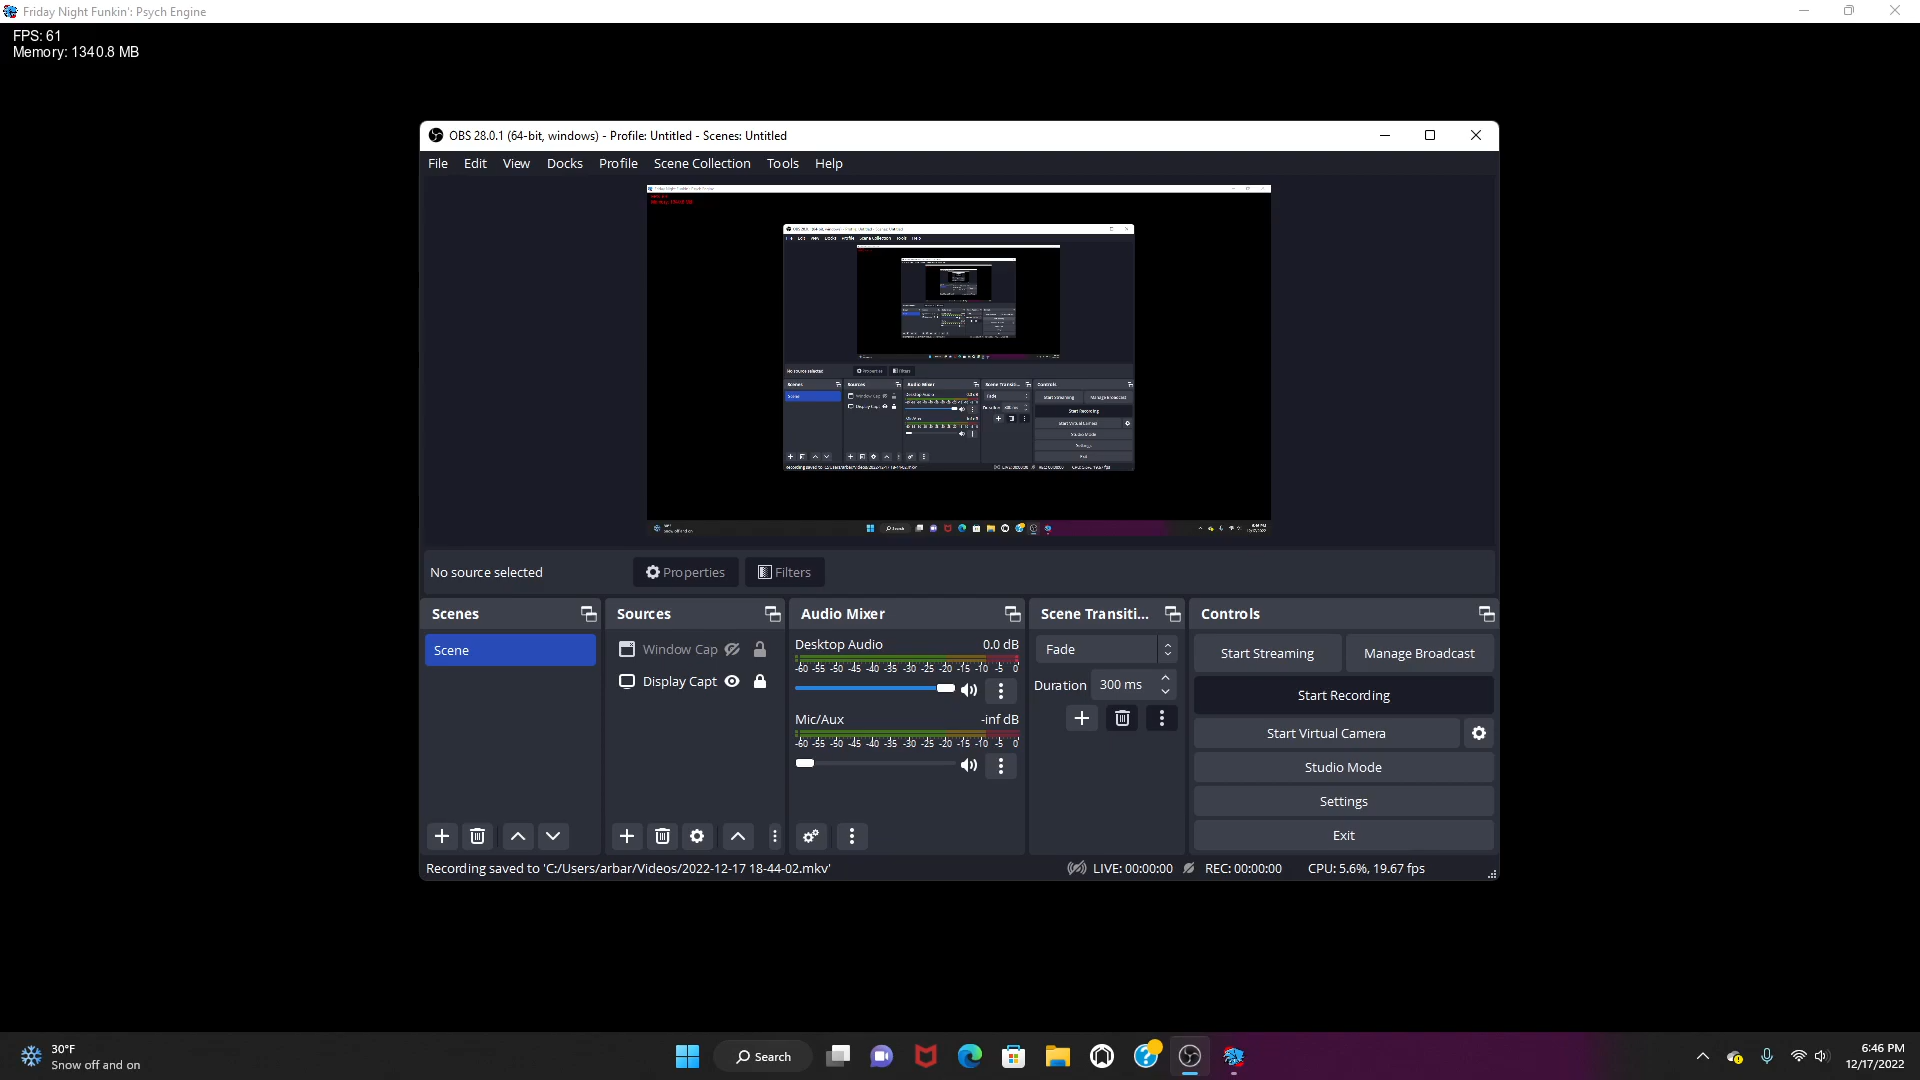 Friday Night Funkin': Psych Engine
FPS: 61
Memory: 1340.8 MB
OBS 28.0.1 (64-bit, windows) - Profile: Untitled - Scenes: Untitled
File Edit View Docks Profile Scene Collection Tools Help
No source selected
Properties
Filters
Scenes
Scene
Sources
Window Cap
Display Capt
Audio Mixer
Desktop Audio 0.0 dB
-60 -55 -50 -45 -40 -35 -30 -25 -20 -15 -10 -5 0
Mic/Aux -inf dB
-60 -55 -50 -45 -40 -35 -30 -25 -20 -15 -10 -5 0
Scene Transiti...
Fade
Duration 300 ms
Controls
Start Streaming
Manage Broadcast
Start Recording
Start Virtual Camera
Studio Mode
Settings
Exit
Recording saved to 'C:/Users/arbar/Videos/2022-12-17 18-44-02.mkv'
LIVE: 00:00:00
REC: 00:00:00
CPU: 5.6%, 19.67 fps
30°F
Snow off and on
Search
6:46 PM
12/17/2022